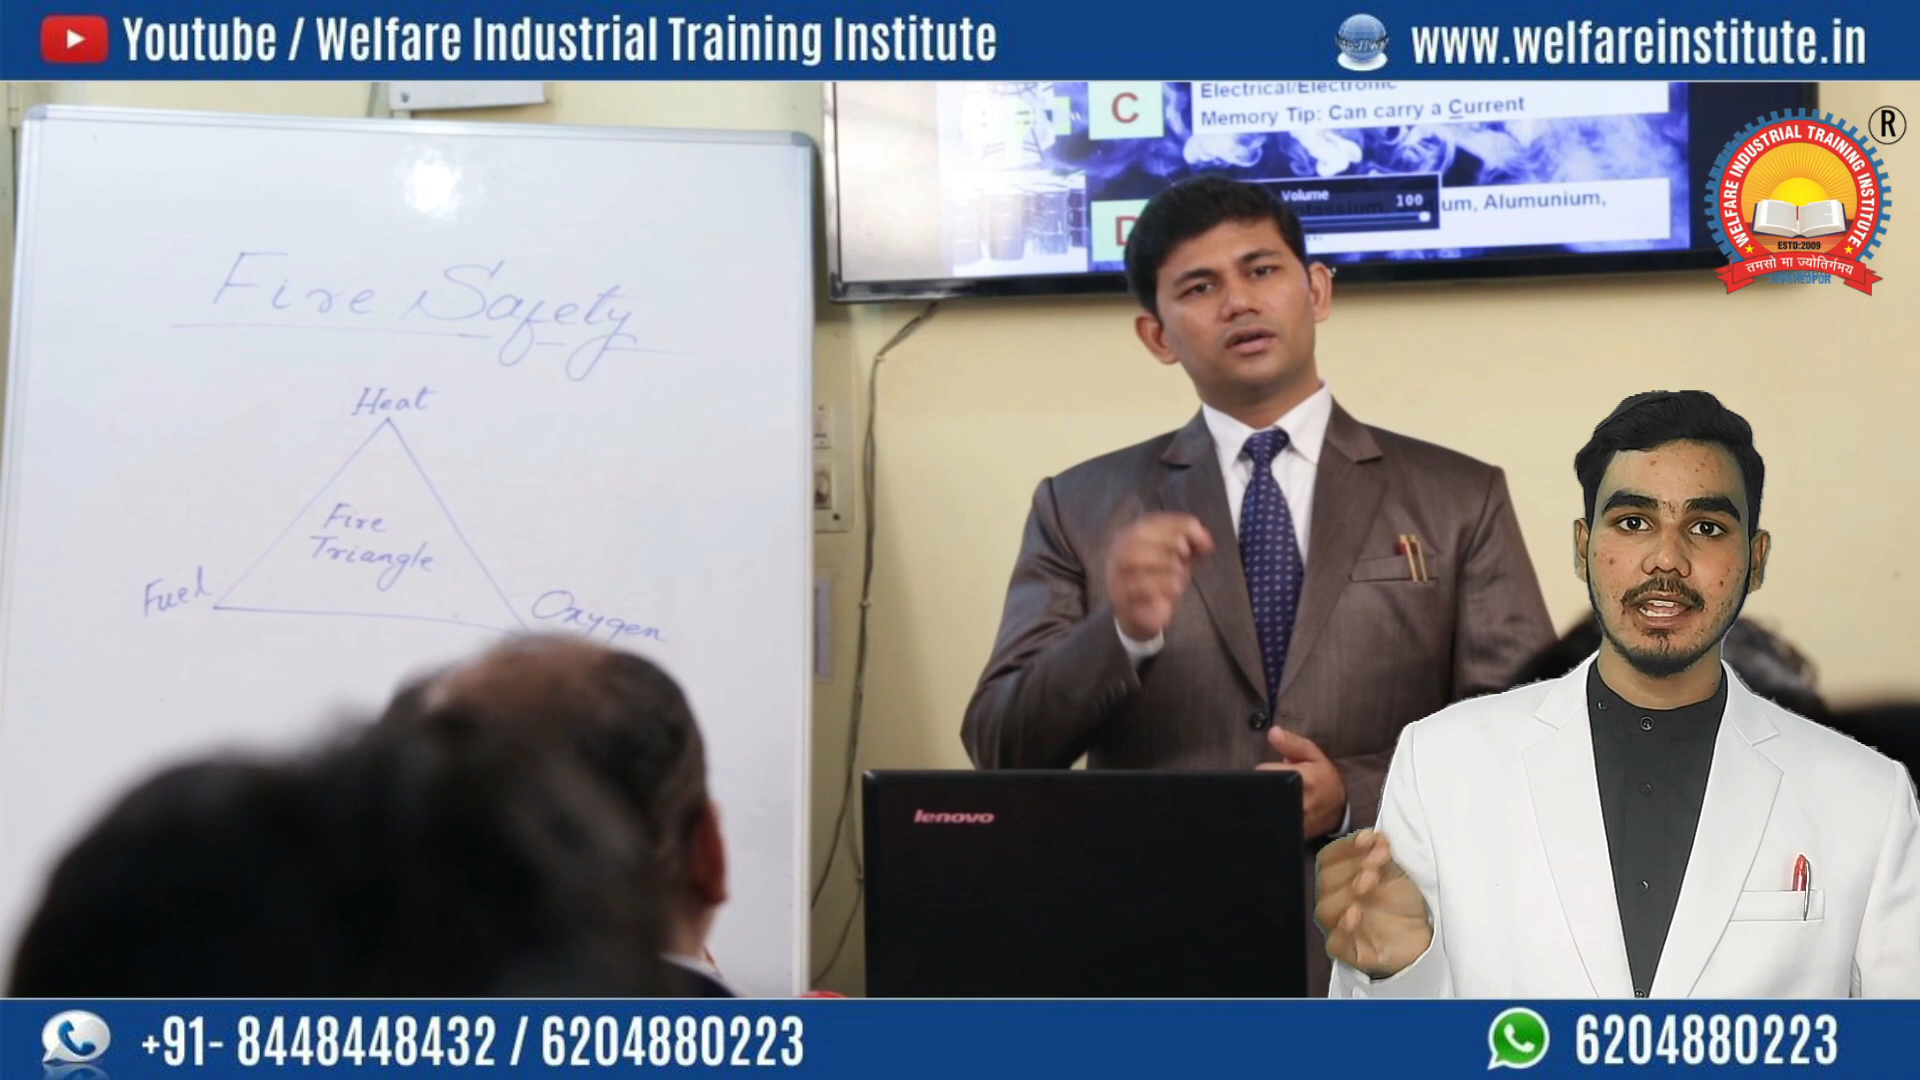 Youtube / Welfare Industrial Training Institute
www.welfareinstitute.in
C
Electrical/Electronic
Memory Tip: Can carry a Current
Volume
100
D
um, Alumunium,
WELFARE INDUSTRIAL TRAINING INSTITUTE
®
ESTD:2009
तमसो मा ज्योतिर्गमय
JAMSHEDPUR
Fire Safety
Heat
Fire
Triangle
Fuel
Oxygen
lenovo
+91- 8448448432 / 6204880223
6204880223